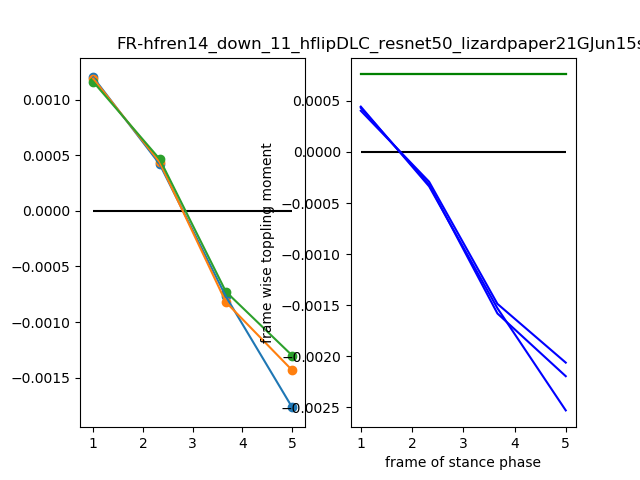 FR-hfren14_down_11_hflipDLC_resnet50_lizardpaper21GJun15s
0.0010
0.0005
0.0000
−0.0005
−0.0010
−0.0015
1 2 3 4 5
frame wise toppling moment
0.0005
0.0000
−0.0005
−0.0010
−0.0015
−0.0020
−0.0025
1 2 3 4 5
frame of stance phase